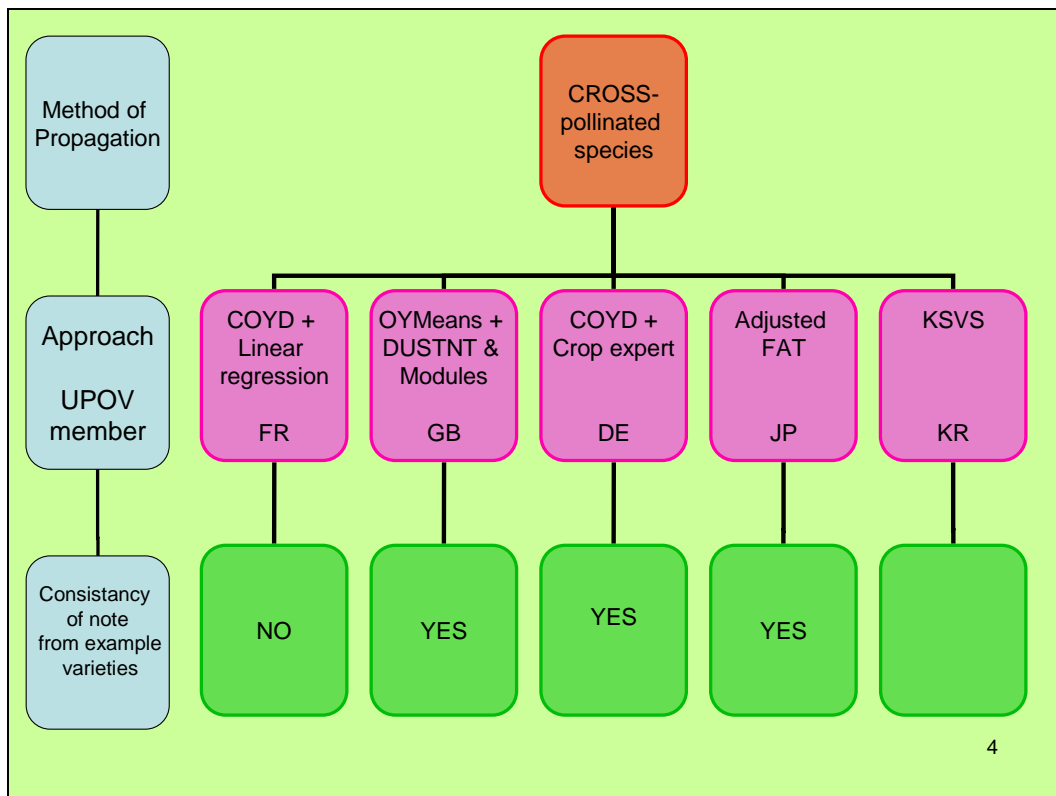 Method of
Propagation
CROSS-
pollinated
species
Approach
UPOV
member
COYD +
Linear
regression
FR
OYMeans +
DUSTNT &
Modules
GB
COYD +
Crop expert
DE
Adjusted
FAT
JP
KSVS
KR
Consistancy
of note
from example
varieties
NO
YES
YES
YES
4